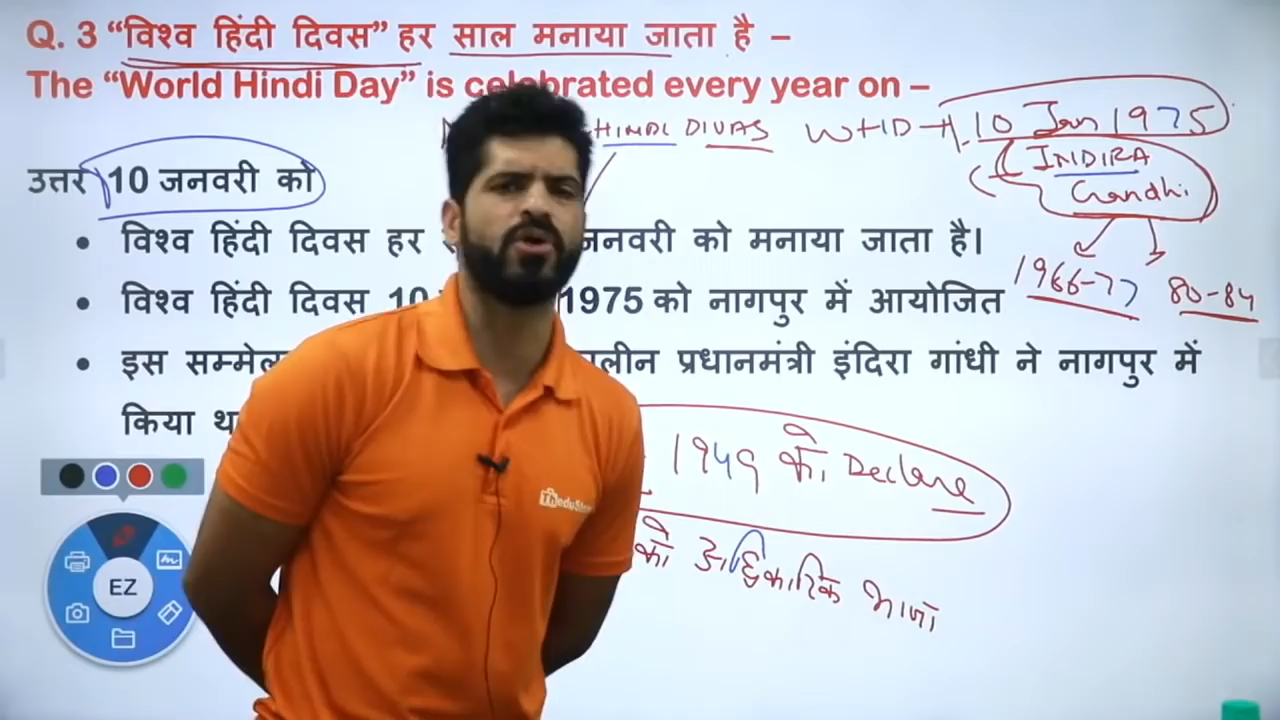 Q. 3 “विश्व हिंदी दिवस” हर साल मनाया जाता है –
The “World Hindi Day” is celebrated every year on –
HINDI DIVAS WHD → 10 Jan 1975
INDIRA
Gandhi
उत्तर 10 जनवरी को
• विश्व हिंदी दिवस हर जनवरी को मनाया जाता है।
• विश्व हिंदी दिवस 10 1975 को नागपुर में आयोजित
1966-77 80-84
• इस प्रधानमंत्री इंदिरा गांधी ने नागपुर में
किया
1949 को Declare
को आधिकारिक भाषा
EZ